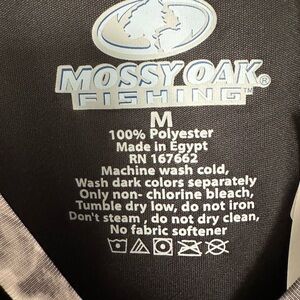 MOSSY OAK®
FISHING™
M
100% Polyester
Made in Egypt
RN 167662
Machine wash cold,
Wash dark colors separately
Only non- chlorine bleach,
Tumble dry low, do not iron
Don't steam , do not dry clean,
No fabric softener